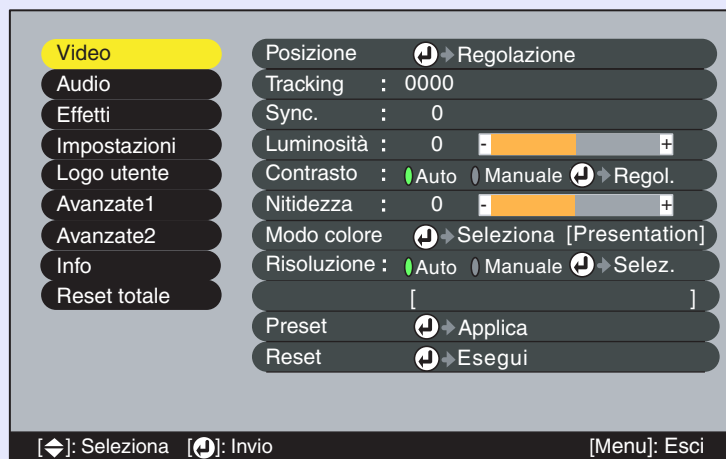 Video
Audio
Effetti
Impostazioni
Logo utente
Avanzate1
Avanzate2
Info
Reset totale
Posizione Regolazione
Tracking : 0000
Sync. : 0
Luminosità : 0 - +
Contrasto : Auto Manuale Regol.
Nitidezza : 0 - +
Modo colore Seleziona [Presentation]
Risoluzione : Auto Manuale Selez.
[ ]
Preset Applica
Reset Esegui
[ ]: Seleziona [ ]: Invio [Menu]: Esci